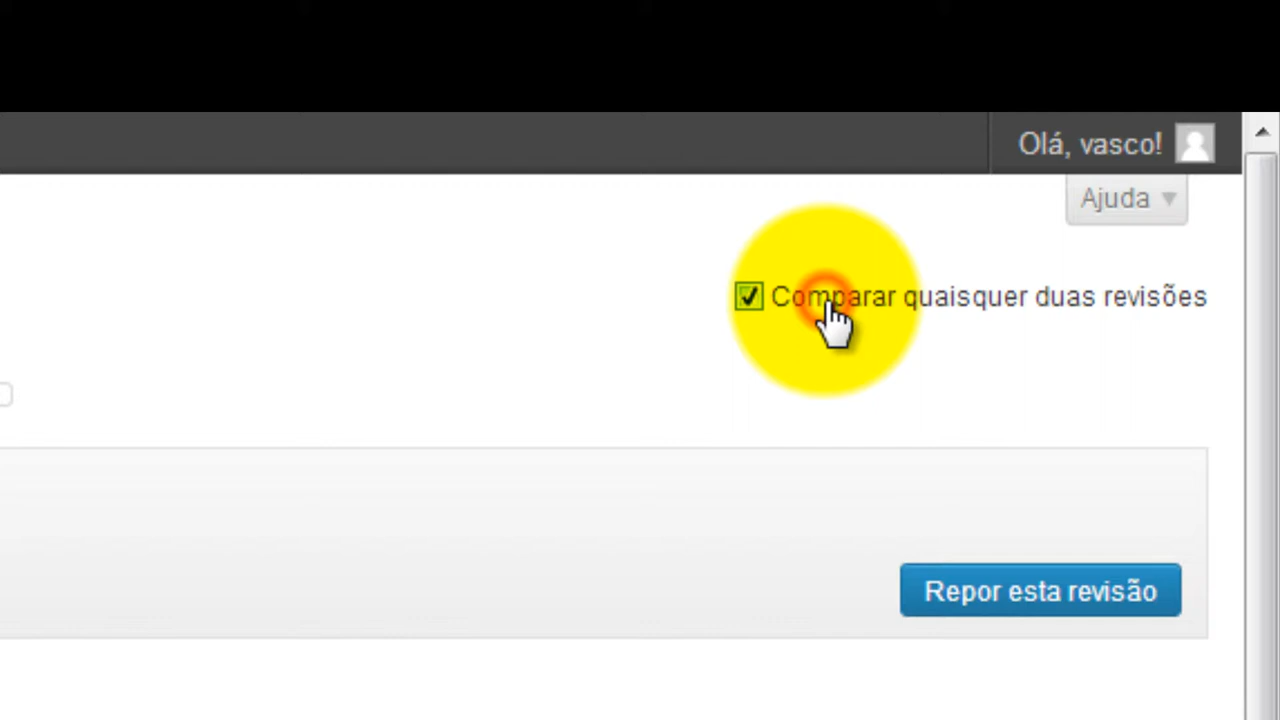 Olá, vasco!
Ajuda
Comparar quaisquer duas revisões
Repor esta revisão